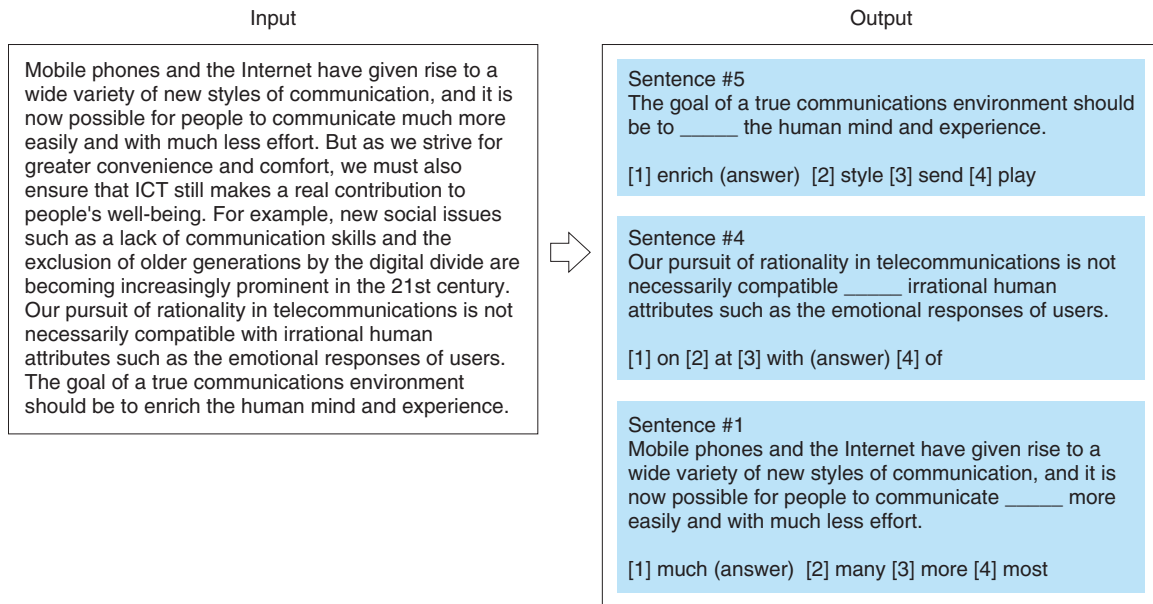 Input
Mobile phones and the Internet have given rise to a
wide variety of new styles of communication, and it is
now possible for people to communicate much more
easily and with much less effort. But as we strive for
greater convenience and comfort, we must also
ensure that ICT still makes a real contribution to
people's well-being. For example, new social issues
such as a lack of communication skills and the
exclusion of older generations by the digital divide are
becoming increasingly prominent in the 21st century.
Our pursuit of rationality in telecommunications is not
necessarily compatible with irrational human
attributes such as the emotional responses of users.
The goal of a true communications environment
should be to enrich the human mind and experience.
Output
Sentence #5
The goal of a true communications environment should
be to _____ the human mind and experience.
[1] enrich (answer) [2] style [3] send [4] play
Sentence #4
Our pursuit of rationality in telecommunications is not
necessarily compatible _____ irrational human
attributes such as the emotional responses of users.
[1] on [2] at [3] with (answer) [4] of
Sentence #1
Mobile phones and the Internet have given rise to a
wide variety of new styles of communication, and it is
now possible for people to communicate _____ more
easily and with much less effort.
[1] much (answer) [2] many [3] more [4] most